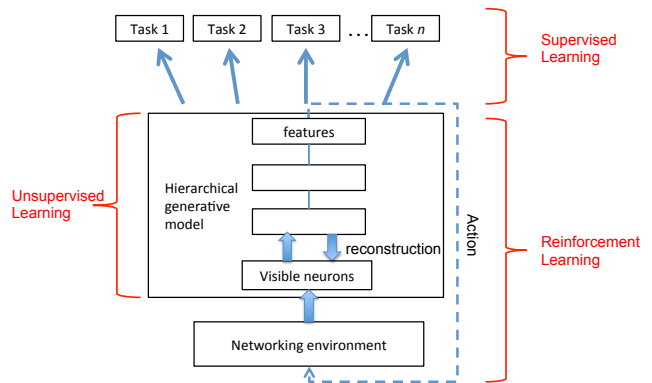 Task 1
Task 2
Task 3
...
Task n
Supervised
Learning
features
Unsupervised
Learning
Hierarchical
generative
model
reconstruction
Visible neurons
Action
Reinforcement
Learning
Networking environment